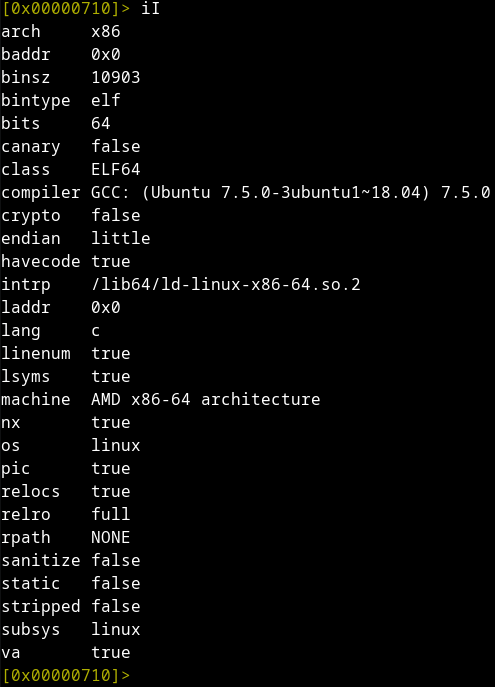 [0x00000710]> iI
arch     x86
baddr    0x0
binsz    10903
bintype  elf
bits     64
canary   false
class    ELF64
compiler GCC: (Ubuntu 7.5.0-3ubuntu1~18.04) 7.5.0
crypto   false
endian   little
havecode true
intrp    /lib64/ld-linux-x86-64.so.2
laddr    0x0
lang     c
linenum  true
lsyms    true
machine  AMD x86-64 architecture
nx       true
os       linux
pic      true
relocs   true
relro    full
rpath    NONE
sanitize false
static   false
stripped false
subsys   linux
va       true
[0x00000710]>